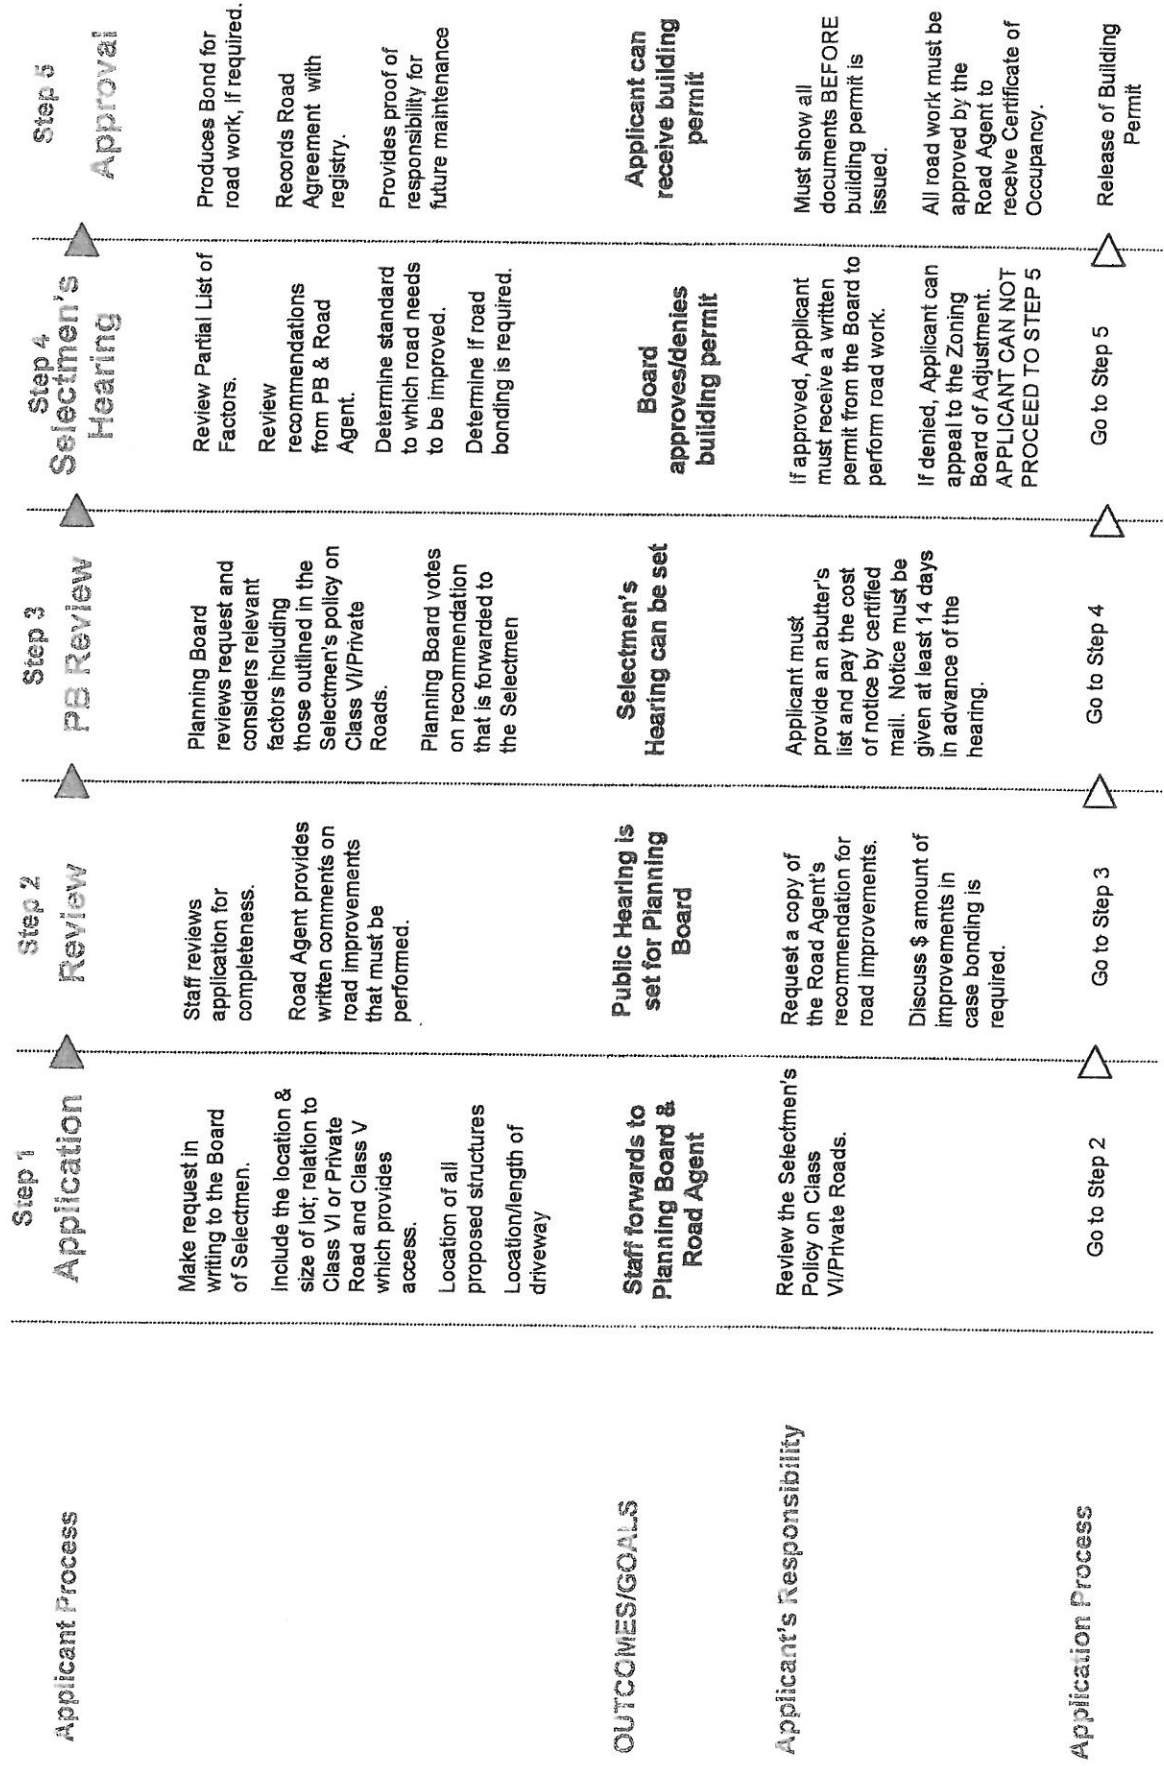 Applicant Process
Step 1
Application
Make request in
writing to the Board
of Selectmen.
Include the location &
size of lot; relation to
Class VI or Private
Road and Class V
which provides
access.
Location of all
proposed structures
Location/length of
driveway
Step 2
Review
Staff reviews
application for
completeness.
Road Agent provides
written comments on
road improvements
that must be
performed.
Step 3
PB Review
Planning Board
reviews request and
considers relevant
factors including
those outlined in the
Selectmen's policy on
Class VI/Private
Roads.
Planning Board votes
on recommendation
that is forwarded to
the Selectmen
Step 4
Selectmen's
Hearing
Review Partial List of
Factors.
Review
recommendations
from PB & Road
Agent.
Determine standard
to which road needs
to be improved.
Determine if road
bonding is required.
Step 5
Approval
Produces Bond for
road work, if required.
Records Road
Agreement with
registry.
Provides proof of
responsibility for
future maintenance
OUTCOMES/GOALS
Staff forwards to
Planning Board &
Road Agent
Public Hearing is
set for Planning
Board
Selectmen's
Hearing can be set
Board
approves/denies
building permit
Applicant can
receive building
permit
Applicant's Responsibility
Review the Selectmen's
Policy on Class
VI/Private Roads.
Request a copy of
the Road Agent's
recommendation for
road improvements.
Discuss $ amount of
improvements in
case bonding is
required.
Applicant must
provide an abutter's
list and pay the cost
of notice by certified
mail. Notice must be
given at least 14 days
in advance of the
hearing.
If approved, Applicant
must receive a written
permit from the Board to
perform road work.
If denied, Applicant can
appeal to the Zoning
Board of Adjustment.
APPLICANT CAN NOT
PROCEED TO STEP 5
Must show all
documents BEFORE
building permit is
issued.
All road work must be
approved by the
Road Agent to
receive Certificate of
Occupancy.
Application Process
Go to Step 2
Go to Step 3
Go to Step 4
Go to Step 5
Release of Building
Permit